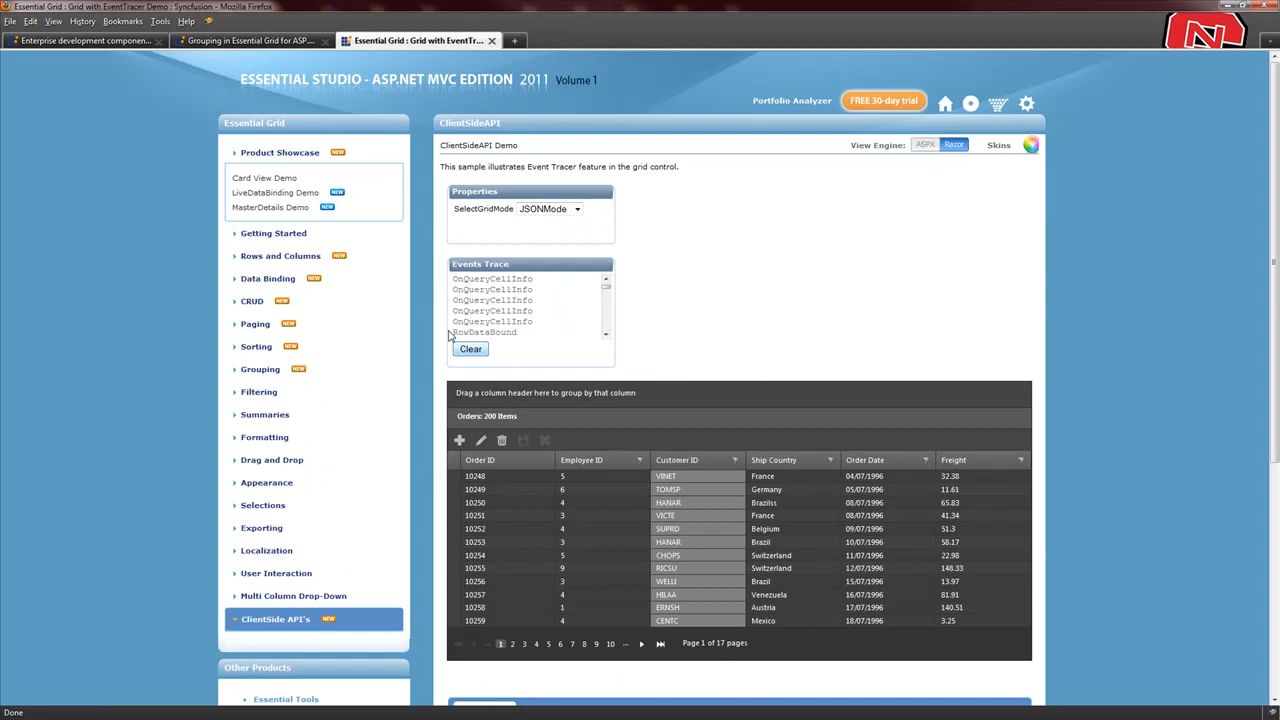 Essential Grid : Grid with EventTracer Demo : Syncfusion - Mozilla Firefox
File Edit View History Bookmarks Tools Help
Enterprise development componen... Grouping in Essential Grid for ASP.... Essential Grid : Grid with EventTr...
N
ESSENTIAL STUDIO - ASP.NET MVC EDITION 2011 Volume 1
Portfolio Analyzer FREE 30-day trial
Essential Grid
Product Showcase NEW
Card View Demo
LiveDataBinding Demo NEW
MasterDetails Demo NEW
Getting Started
Rows and Columns NEW
Data Binding NEW
CRUD NEW
Paging NEW
Sorting NEW
Grouping NEW
Filtering
Summaries
Formatting
Drag and Drop
Appearance
Selections
Exporting
Localization
User Interaction
Multi Column Drop-Down
ClientSide API's NEW
Other Products
Essential Tools
ClientSideAPI
ClientSideAPI Demo View Engine: ASPX Razor Skins
This sample illustrates Event Tracer feature in the grid control.
Properties
SelectGridMode JSONMode
Events Trace
OnQueryCellInfo
OnQueryCellInfo
OnQueryCellInfo
OnQueryCellInfo
OnQueryCellInfo
RowDataBound
Clear
Drag a column header here to group by that column
Orders: 200 Items
Order ID Employee ID Customer ID Ship Country Order Date Freight
10248 5 VINET France 04/07/1996 32.38
10249 6 TOMSP Germany 05/07/1996 11.61
10250 4 HANAR Brazilss 08/07/1996 65.83
10251 3 VICTE France 08/07/1996 41.34
10252 4 SUPRD Belgium 09/07/1996 51.3
10253 3 HANAR Brazil 10/07/1996 58.17
10254 5 CHOPS Switzerland 11/07/1996 22.98
10255 9 RICSU Switzerland 12/07/1996 148.33
10256 3 WELLI Brazil 15/07/1996 13.97
10257 4 HILAA Venezuela 16/07/1996 81.91
10258 1 ERNSH Austria 17/07/1996 140.51
10259 4 CENTC Mexico 18/07/1996 3.25
1 2 3 4 5 6 7 8 9 10 ... Page 1 of 17 pages
Done